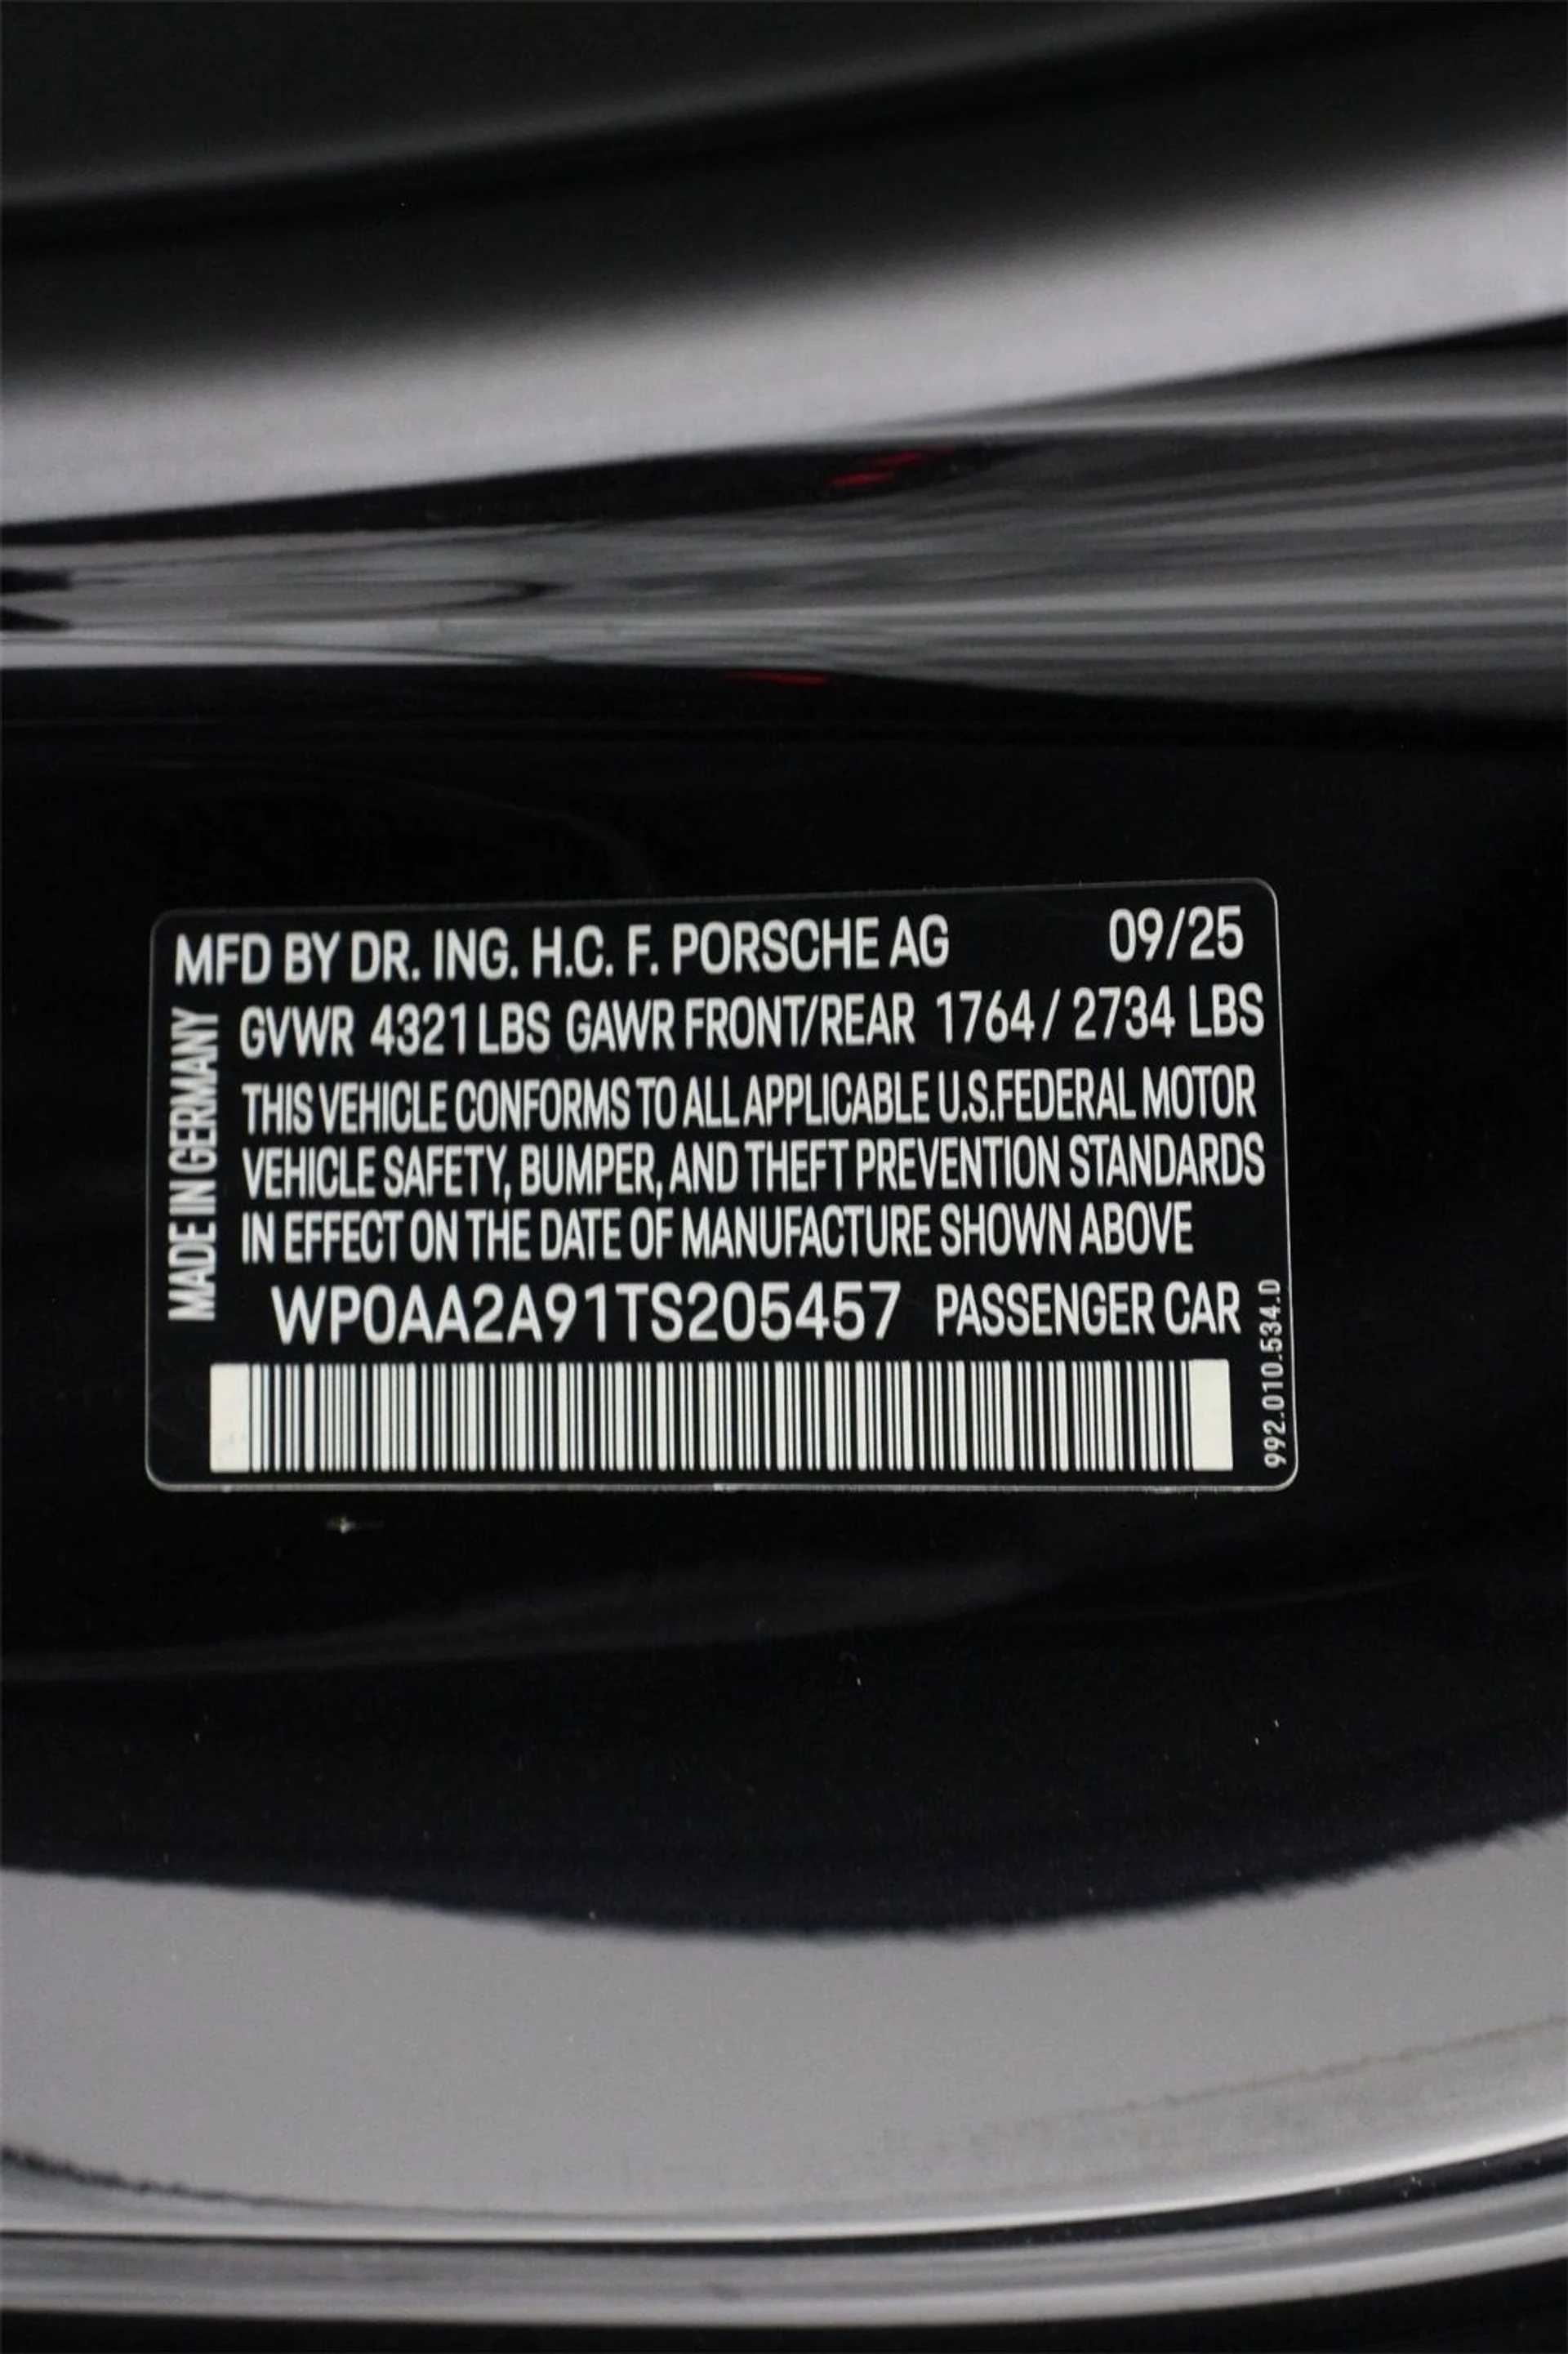 MFD BY DR. ING. H.C. F. PORSCHE AG 09/25
GVWR 4321 LBS GAWR FRONT/REAR 1764 / 2734 LBS
THIS VEHICLE CONFORMS TO ALL APPLICABLE U.S.FEDERAL MOTOR
VEHICLE SAFETY, BUMPER, AND THEFT PREVENTION STANDARDS
IN EFFECT ON THE DATE OF MANUFACTURE SHOWN ABOVE
WP0AA2A91TS205457 PASSENGER CAR
MADE IN GERMANY
992.010.534.D